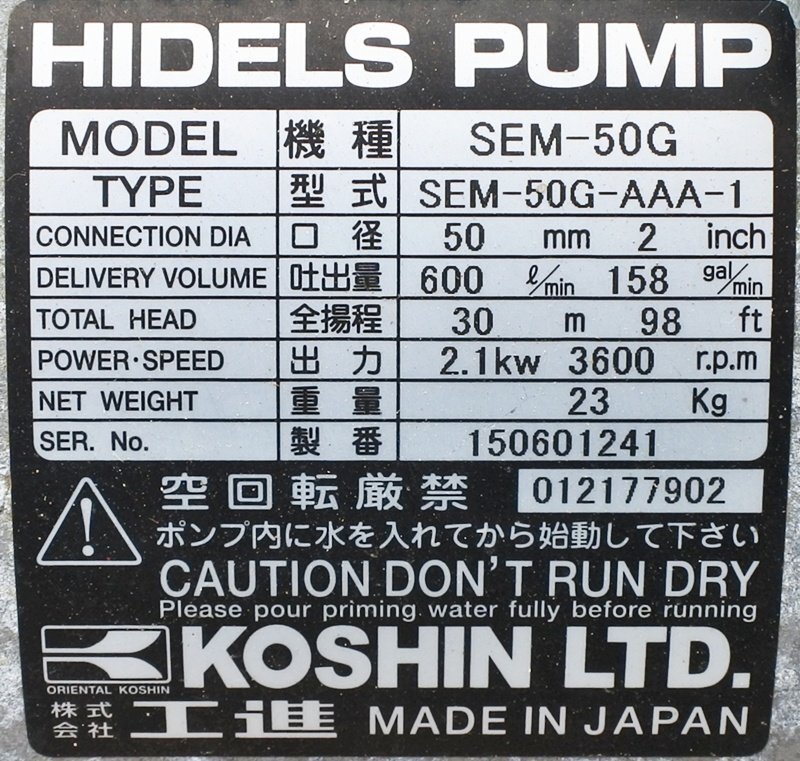 HIDELS PUMP
MODEL 機種 SEM-50G
TYPE 型式 SEM-50G-AAA-1
CONNECTION DIA 口径 50 mm 2 inch
DELIVERY VOLUME 吐出量 600 ℓ/min 158 gal/min
TOTAL HEAD 全揚程 30 m 98 ft
POWER·SPEED 出力 2.1kw 3600 r.p.m
NET WEIGHT 重量 23 Kg
SER. No. 製番 150601241
空回転厳禁 012177902
ポンプ内に水を入れてから始動して下さい
CAUTION DON'T RUN DRY
Please pour priming water fully before running
KOSHIN LTD.
ORIENTAL KOSHIN
株式会社 工進 MADE IN JAPAN